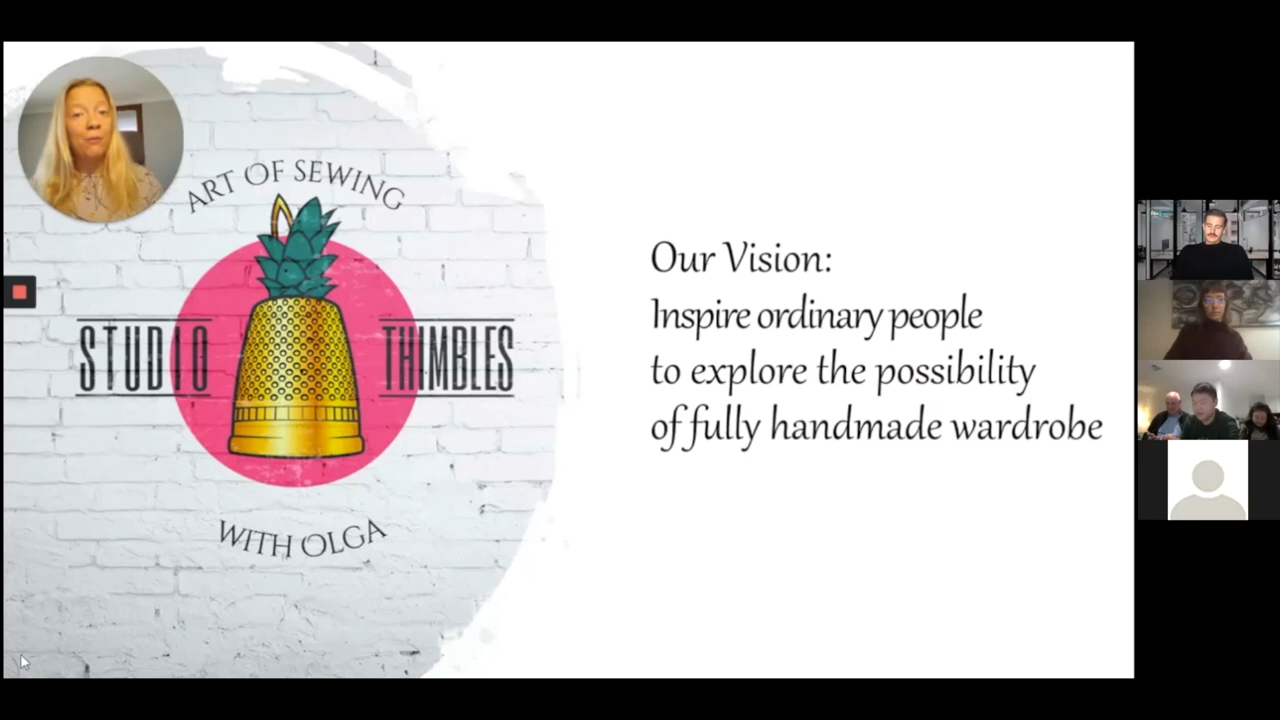 ART OF SEWING
STUDIO THIMBLES
WITH OLGA
Our Vision:
Inspire ordinary people
to explore the possibility
of fully handmade wardrobe